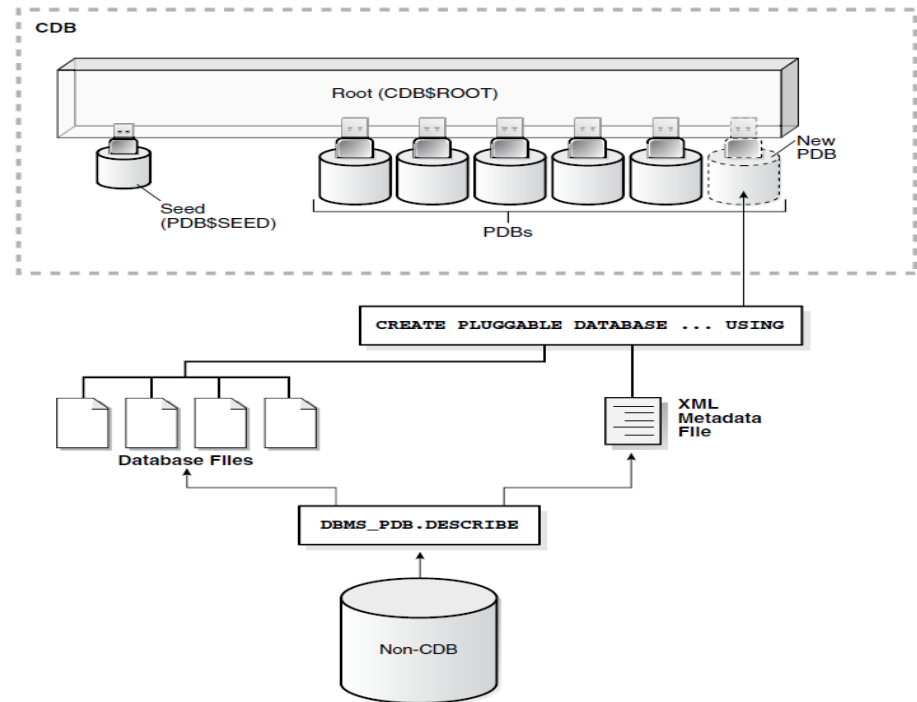 CDB
Root (CDB$ROOT)
New
PDB
Seed
(PDB$SEED)
PDBs
CREATE PLUGGABLE DATABASE ... USING
XML
Metadata
File
Database Files
DBMS_PDB.DESCRIBE
Non-CDB